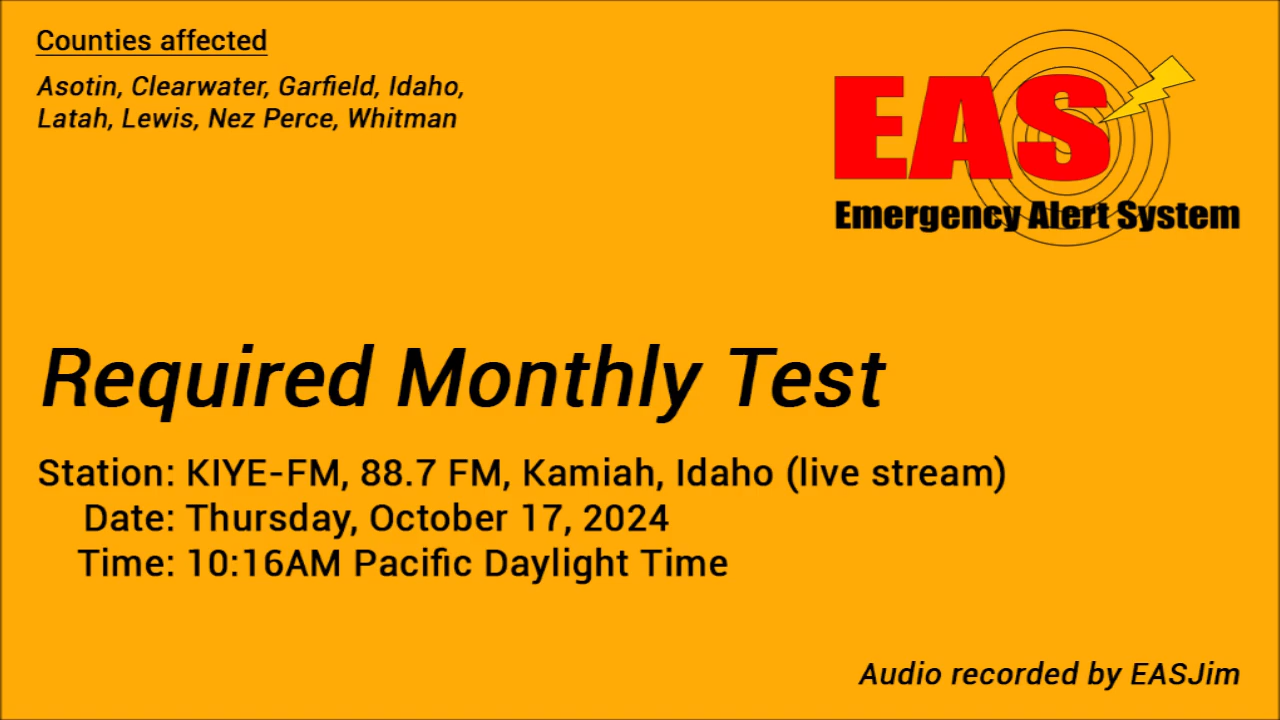 Counties affected
Asotin, Clearwater, Garfield, Idaho,
Latah, Lewis, Nez Perce, Whitman
EAS
Emergency Alert System
Required Monthly Test
Station: KIYE-FM, 88.7 FM, Kamiah, Idaho (live stream)
Date: Thursday, October 17, 2024
Time: 10:16AM Pacific Daylight Time
Audio recorded by EASJim